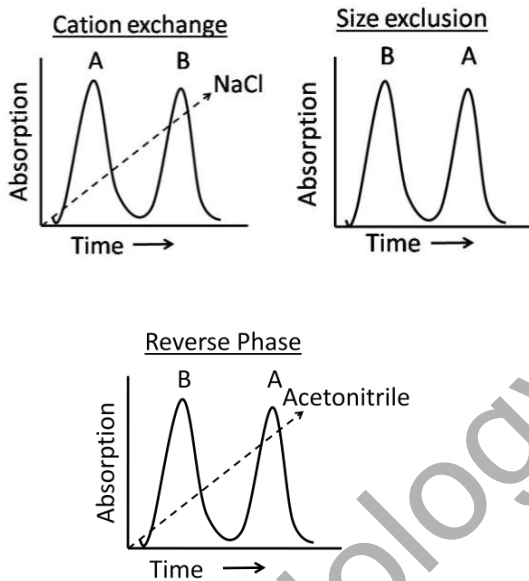 Cation exchange
A B
NaCl
Absorption
Time
Size exclusion
B A
Absorption
Time
Reverse Phase
B A
Acetonitrile
Absorption
Time